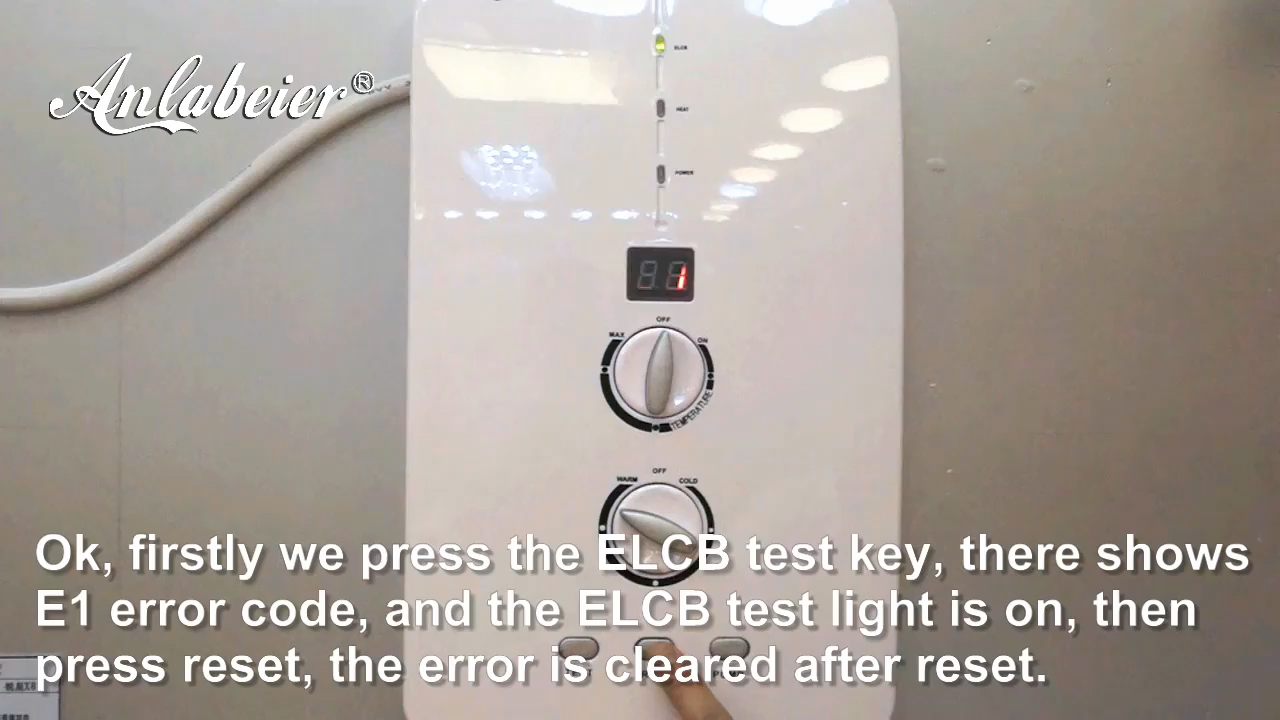 Anlabeier®
ELCB
HEAT
POWER
1
OFF
MAX
ON
TEMPERATURE
OFF
WARM
COLD
Ok, firstly we press the ELCB test key, there shows
E1 error code, and the ELCB test light is on, then
press reset, the error is cleared after reset.